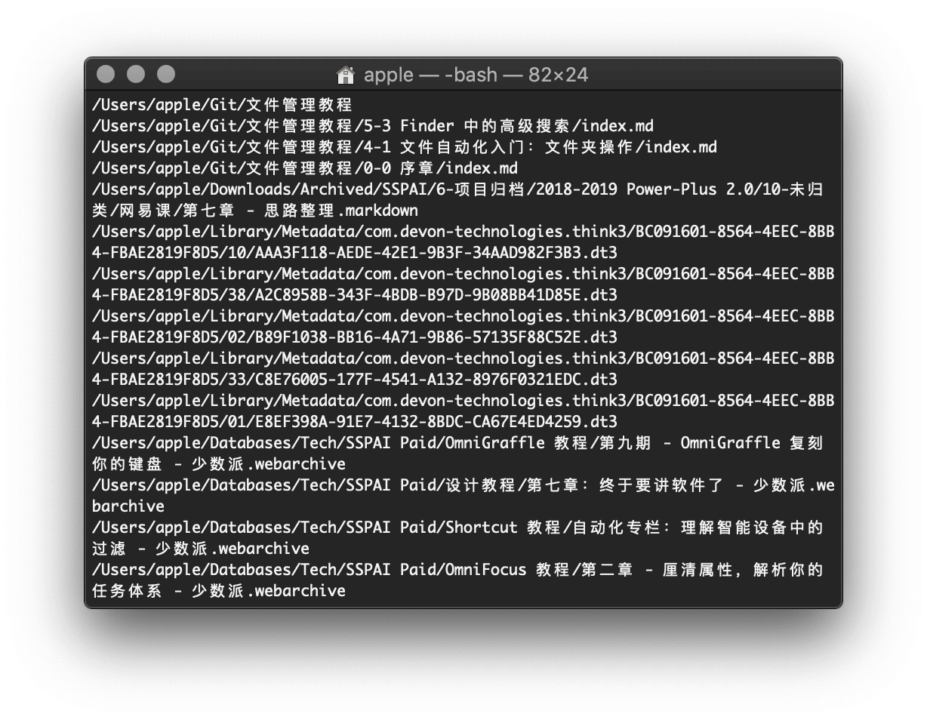 apple — -bash — 82×24
/Users/apple/Git/文件管理教程
/Users/apple/Git/文件管理教程/5-3 Finder 中的高级搜索/index.md
/Users/apple/Git/文件管理教程/4-1 文件自动化入门：文件夹操作/index.md
/Users/apple/Git/文件管理教程/0-0 序章/index.md
/Users/apple/Downloads/Archived/SSPAI/6-项目归档/2018-2019 Power-Plus 2.0/10-未归
类/网易课/第七章 - 思路整理.markdown
/Users/apple/Library/Metadata/com.devon-technologies.think3/BC091601-8564-4EEC-8BB
4-FBAE2819F8D5/10/AAA3F118-AEDE-42E1-9B3F-34AAD982F3B3.dt3
/Users/apple/Library/Metadata/com.devon-technologies.think3/BC091601-8564-4EEC-8BB
4-FBAE2819F8D5/38/A2C8958B-343F-4BDB-B97D-9B08BB41D85E.dt3
/Users/apple/Library/Metadata/com.devon-technologies.think3/BC091601-8564-4EEC-8BB
4-FBAE2819F8D5/02/B89F1038-BB16-4A71-9B86-57135F88C52E.dt3
/Users/apple/Library/Metadata/com.devon-technologies.think3/BC091601-8564-4EEC-8BB
4-FBAE2819F8D5/33/C8E76005-177F-4541-A132-8976F0321EDC.dt3
/Users/apple/Library/Metadata/com.devon-technologies.think3/BC091601-8564-4EEC-8BB
4-FBAE2819F8D5/01/E8EF398A-91E7-4132-8BDC-CA67E4ED4259.dt3
/Users/apple/Databases/Tech/SSPAI Paid/OmniGraffle 教程/第九期 - OmniGraffle 复刻
你的键盘 - 少数派.webarchive
/Users/apple/Databases/Tech/SSPAI Paid/设计教程/第七章：终于要讲软件了 - 少数派.we
barchive
/Users/apple/Databases/Tech/SSPAI Paid/Shortcut 教程/自动化专栏：理解智能设备中的
过滤 - 少数派.webarchive
/Users/apple/Databases/Tech/SSPAI Paid/OmniFocus 教程/第二章 - 厘清属性，解析你的
任务体系 - 少数派.webarchive